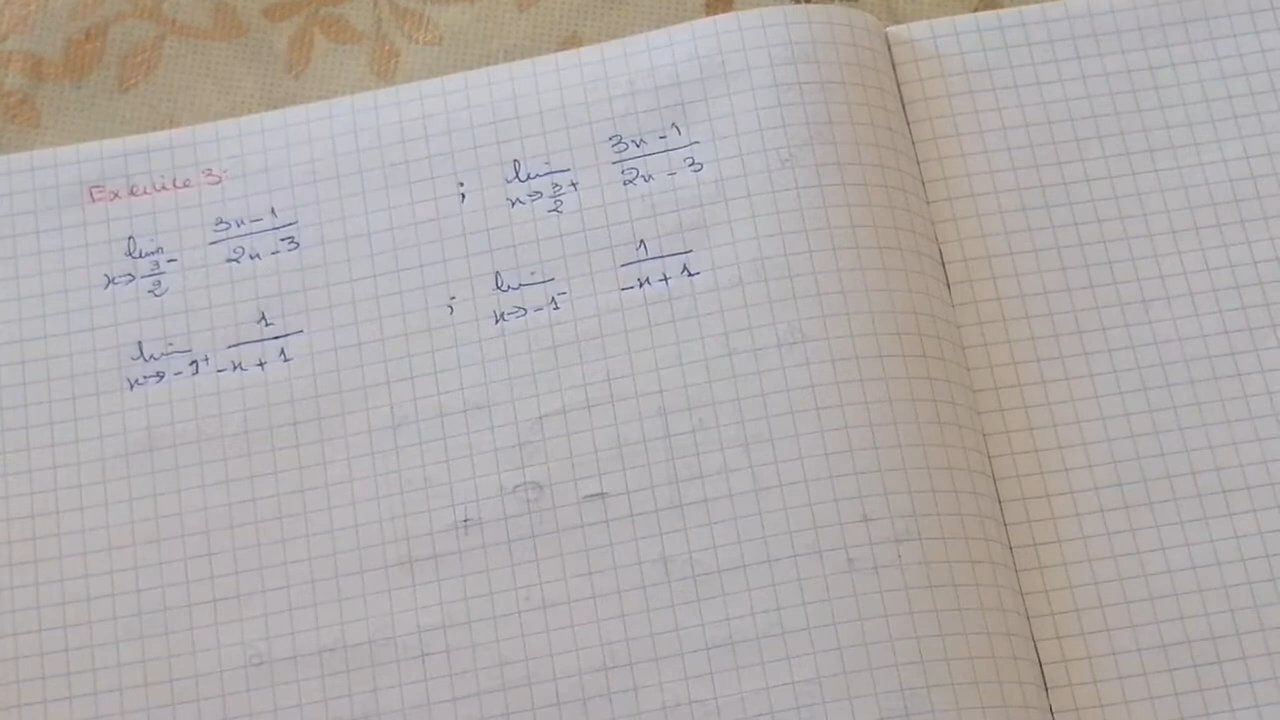 Exercice 3:
lim x→3/2⁻ (3x-1)/(2x-3) ; lim x→3/2⁺ (3x-1)/(2x-3)
lim x→-1⁺ 1/(-x+1) ; lim x→-1⁻ 1/(-x+1)